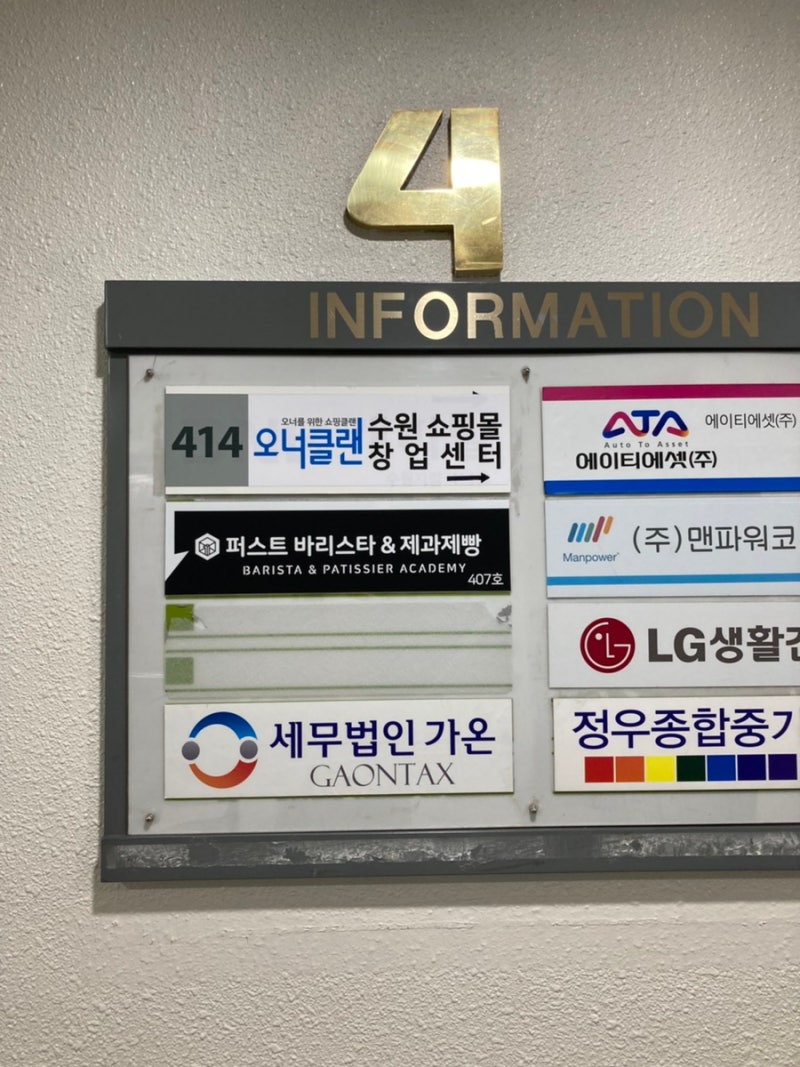 4
INFORMATION
414
오너를 위한 쇼핑클랜
오너클랜
수원 쇼핑몰
창업센터
퍼스트 바리스타 & 제과제빵
BARISTA & PATISSIER ACADEMY
407호
세무법인 가온
GAONTAX
ATA
Auto To Asset
에이티에셋(주)
에이티에셋(주)
Manpower
(주)맨파워코
LG생활건
정우종합중기